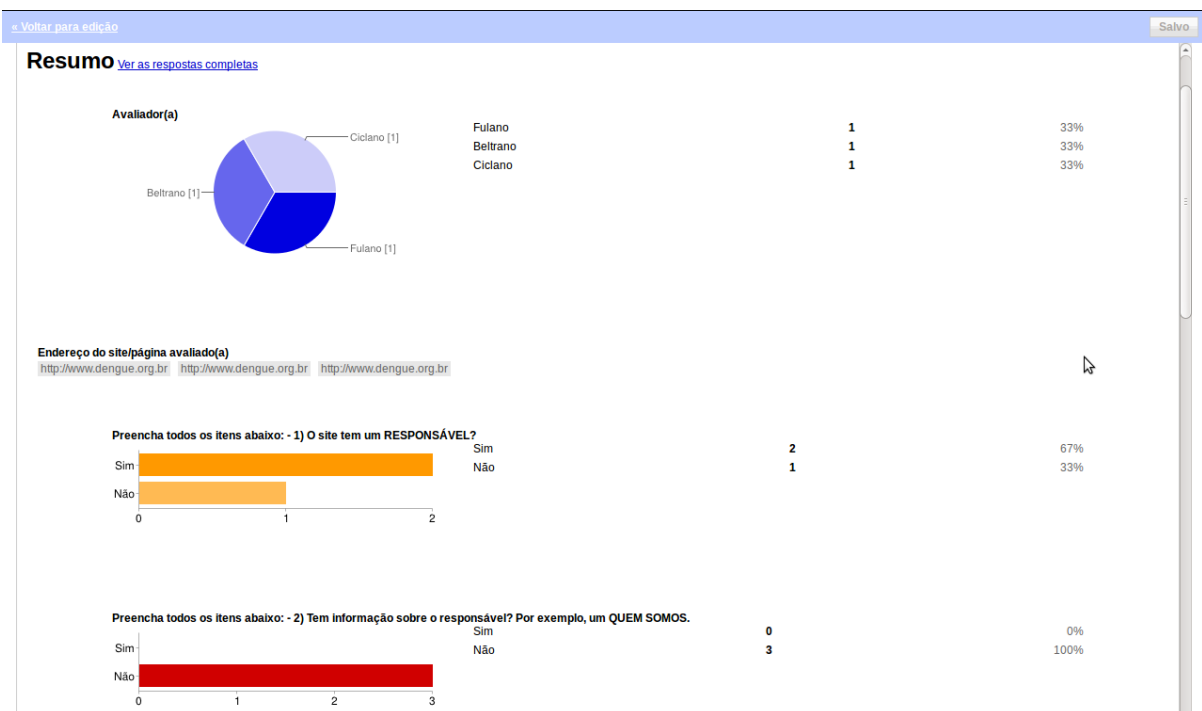 « Voltar para edição
Salvo
Resumo Ver as respostas completas
Avaliador(a)
Ciclano [1]
Beltrano [1]
Fulano [1]
Fulano 1 33%
Beltrano 1 33%
Ciclano 1 33%
Endereço do site/página avaliado(a)
http://www.dengue.org.br http://www.dengue.org.br http://www.dengue.org.br
Preencha todos os itens abaixo: - 1) O site tem um RESPONSÁVEL?
Sim
Não
0 1 2
Sim 2 67%
Não 1 33%
Preencha todos os itens abaixo: - 2) Tem informação sobre o responsável? Por exemplo, um QUEM SOMOS.
Sim
Não
0 1 2 3
Sim 0 0%
Não 3 100%